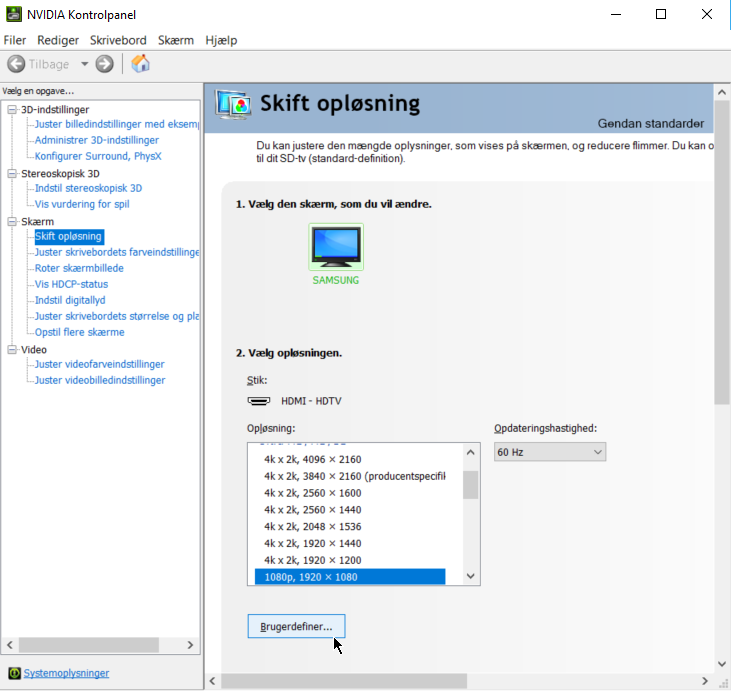 NVIDIA Kontrolpanel
Filer Rediger Skrivebord Skærm Hjælp
Tilbage
Vælg en opgave...
3D-indstillinger
Juster billedindstillinger med eksemp
Administrer 3D-indstillinger
Konfigurer Surround, PhysX
Stereoskopisk 3D
Indstil stereoskopisk 3D
Vis vurdering for spil
Skærm
Skift opløsning
Juster skrivebordets farveindstillinge
Roter skærmbillede
Vis HDCP-status
Indstil digitallyd
Juster skrivebordets størrelse og pla
Opstil flere skærme
Video
Juster videofarveindstillinger
Juster videobilledindstillinger
Systemoplysninger
Skift opløsning
Gendan standarder
Du kan justere den mængde oplysninger, som vises på skærmen, og reducere flimmer. Du kan o
til dit SD-tv (standard-definition).
1. Vælg den skærm, som du vil ændre.
SAMSUNG
2. Vælg opløsningen.
Stik:
HDMI - HDTV
Opløsning:
4k x 2k, 4096 × 2160
4k x 2k, 3840 × 2160 (producentspecifil
4k x 2k, 2560 × 1600
4k x 2k, 2560 × 1440
4k x 2k, 2048 × 1536
4k x 2k, 1920 × 1440
4k x 2k, 1920 × 1200
1080p, 1920 × 1080
Opdateringshastighed:
60 Hz
Brugerdefiner...